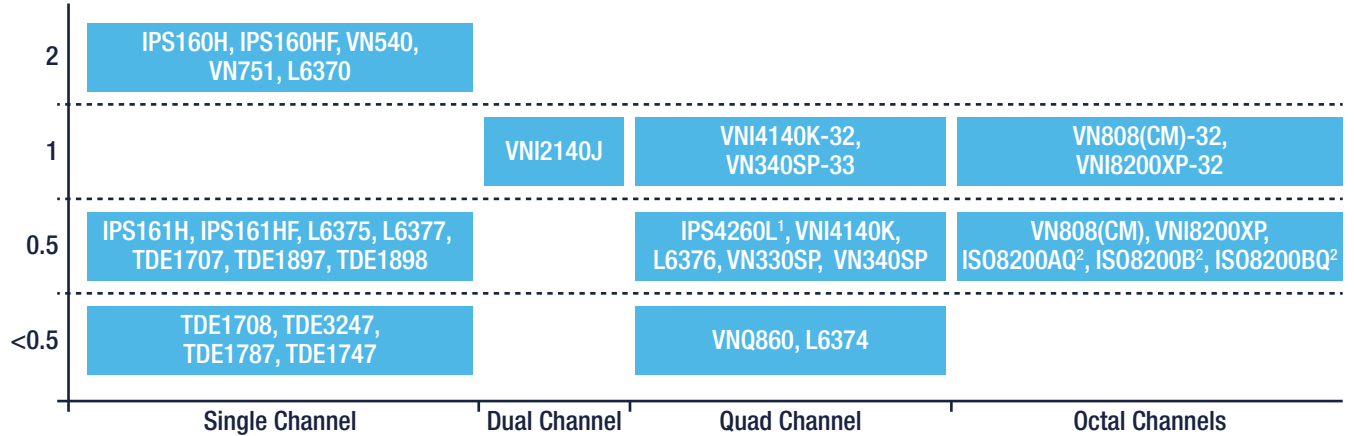 2
IPS160H, IPS160HF, VN540,
VN751, L6370
1
VNI2140J
VNI4140K-32,
VN340SP-33
VN808(CM)-32,
VNI8200XP-32
0.5
IPS161H, IPS161HF, L6375, L6377,
TDE1707, TDE1897, TDE1898
IPS4260L¹, VNI4140K,
L6376, VN330SP, VN340SP
VN808(CM), VNI8200XP,
ISO8200AQ², ISO8200B², ISO8200BQ²
<0.5
TDE1708, TDE3247,
TDE1787, TDE1747
VNQ860, L6374
Single Channel
Dual Channel
Quad Channel
Octal Channels